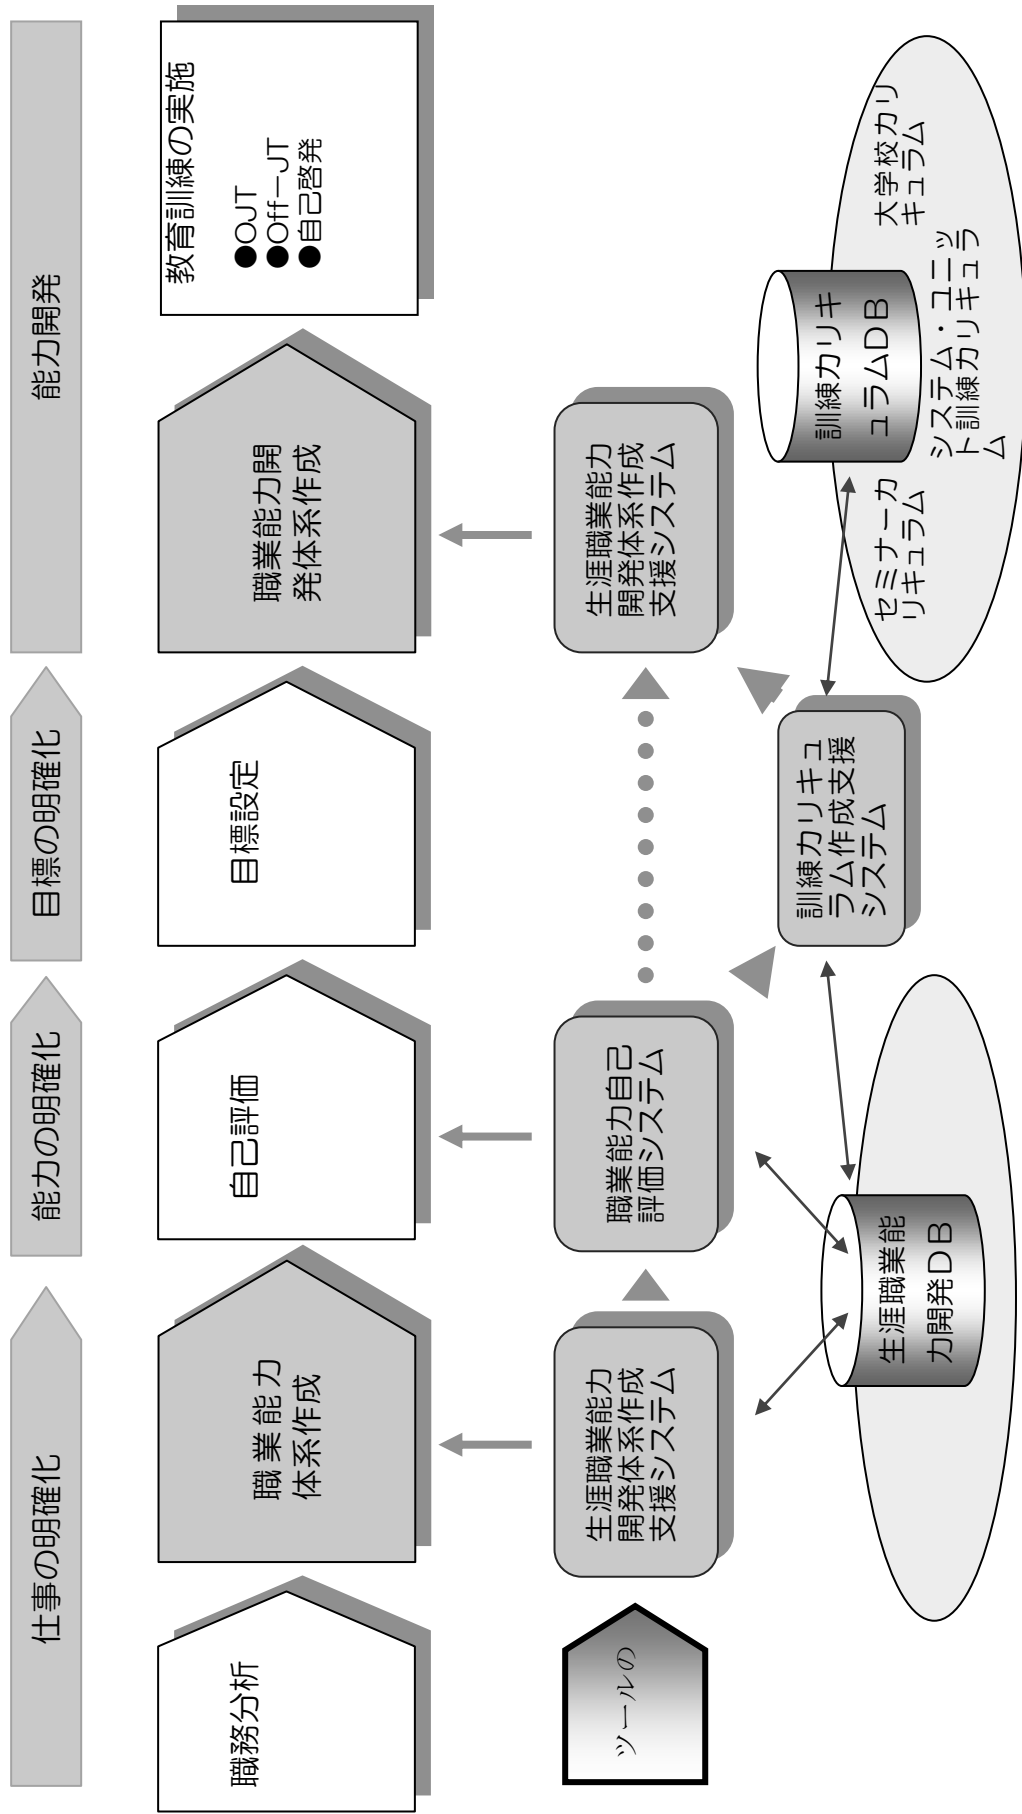 仕事の明確化
能力の明確化
目標の明確化
能力開発
職務分析
職業能力
体系作成
自己評価
目標設定
職業能力開
発体系作成
教育訓練の実施
●OJT
●Off－JT
●自己啓発
ツールの
生涯職業能力
開発体系作成
支援システム
職業能力自己
評価システム
生涯職業能力
開発体系作成
支援システム
訓練カリキュ
ラム作成支援
システム
生涯職業能
力開発DB
訓練カリキ
ュラムDB
セミナーカ
リキュラム
システム・ユニッ
ト訓練カリキュラ
ム
大学校カリ
キュラム